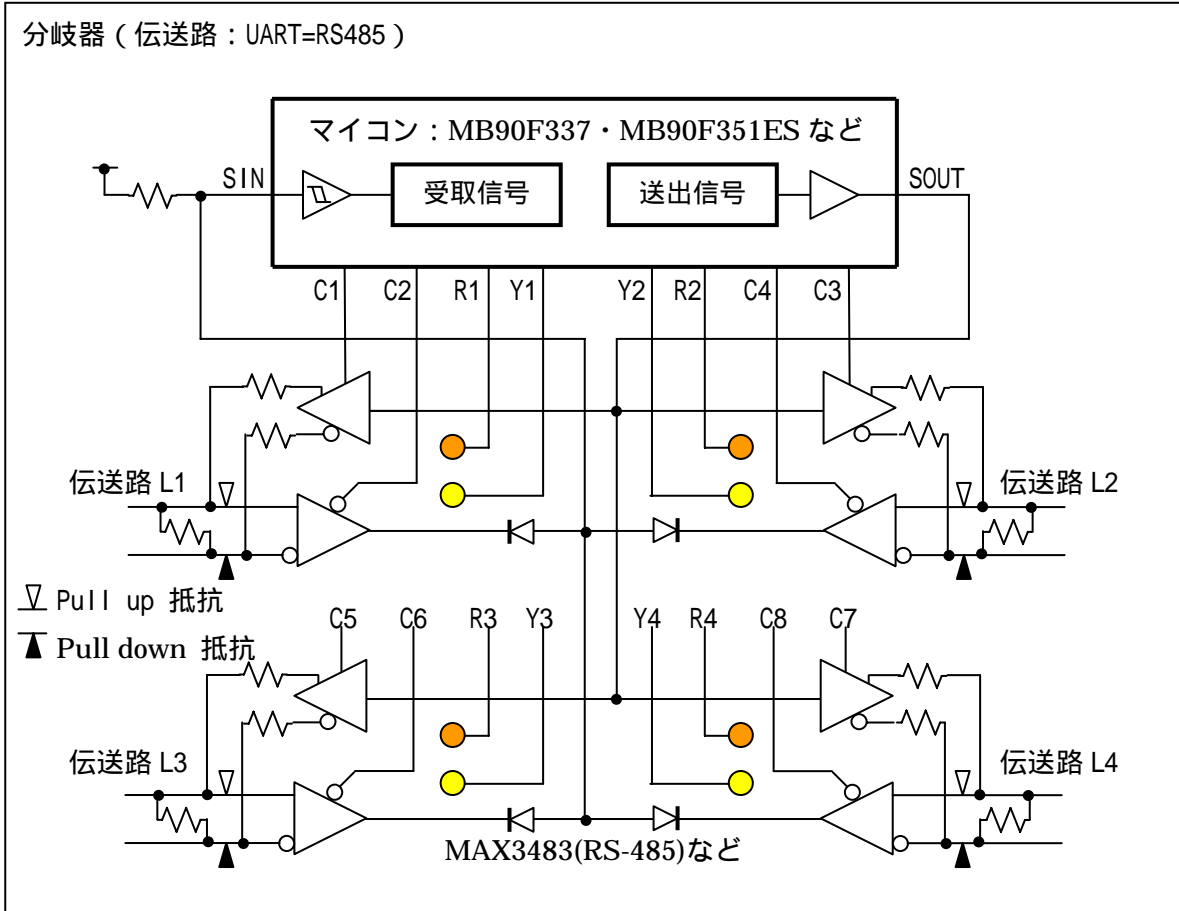 分岐器（伝送路：UART=RS485）
マイコン：MB90F337・MB90F351ES など
SIN
受取信号
送出信号
SOUT
C1 C2 R1 Y1 Y2 R2 C4 C3
伝送路 L1
伝送路 L2
Pull up 抵抗
Pull down 抵抗
C5 C6 R3 Y3 Y4 R4 C8 C7
伝送路 L3
伝送路 L4
MAX3483(RS-485)など